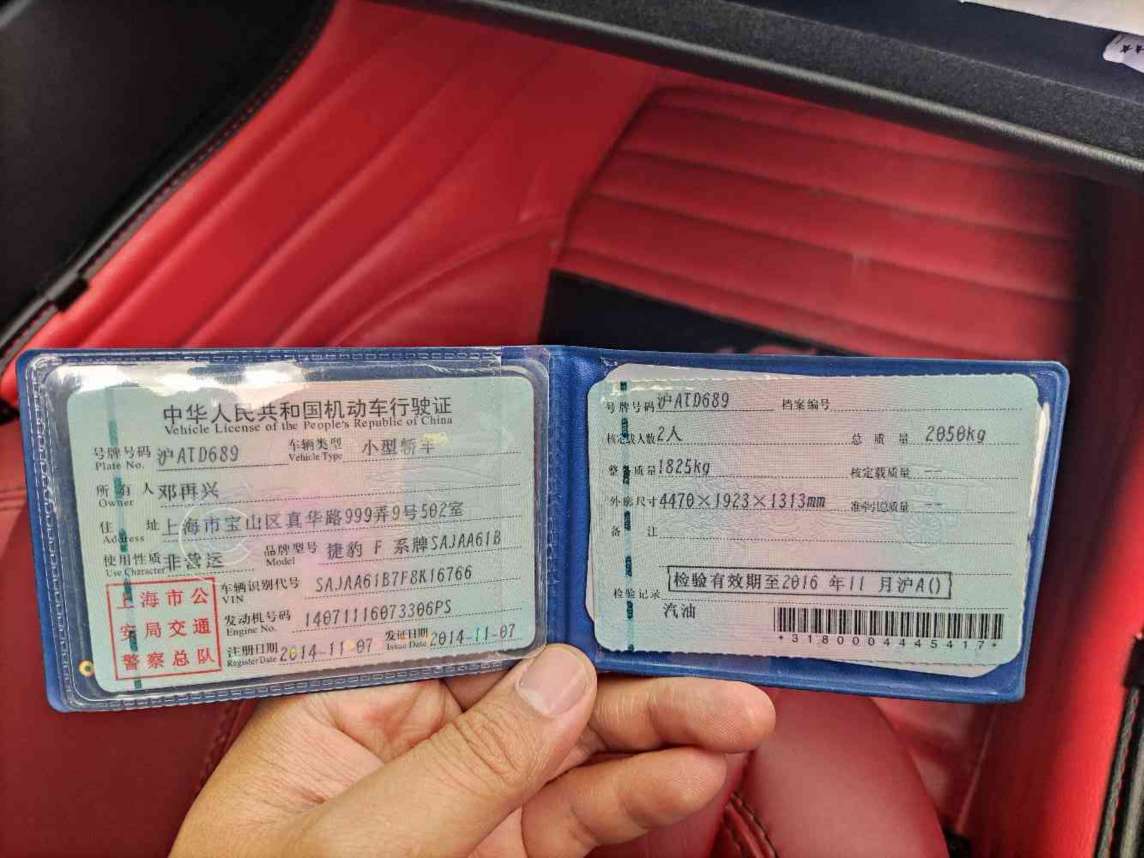 中华人民共和国机动车行驶证
Vehicle License of the People's Republic of China
号牌号码 沪ATD689 车辆类型 小型轿车
Plate No. Vehicle Type
所有人 邓再兴
Owner
住址 上海市宝山区真华路999弄9号502室
Address
使用性质 非营运 品牌型号 捷豹 F 系牌SAJAA61B
Use Character Model
上海市公安局交通警察总队
车辆识别代号 SAJAA61B7F8K16766
VIN
发动机号码 14071116073306PS
Engine No.
注册日期 2014-11-07 发证日期 2014-11-07
Register Date Issue Date
号牌号码 沪ATD689 档案编号
核定载人数 2人 总质量 2050kg
整备质量 1825kg 核定载质量 --
外廓尺寸 4470×1923×1313mm 准牵引总质量 --
备注
检验有效期至2016 年11 月沪A()
检验记录
汽油
*3180004445417*